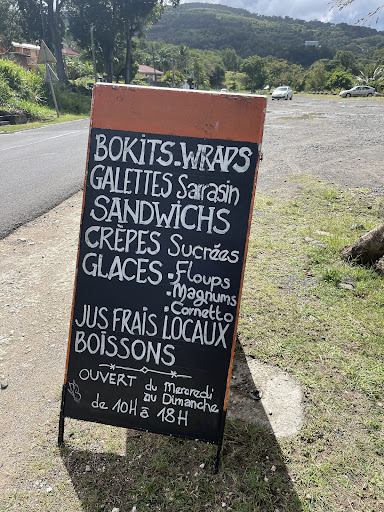 BOKITS.WRAPS
GALETTES Sarrasin
SANDWICHS
CRÈPES Sucrées
GLACES . Floups
. Magnums
. Cornetto
JUS FRAIS LOCAUX
BOISSONS
OUVERT du Mercredi
au Dimanche
de 10H à 18H